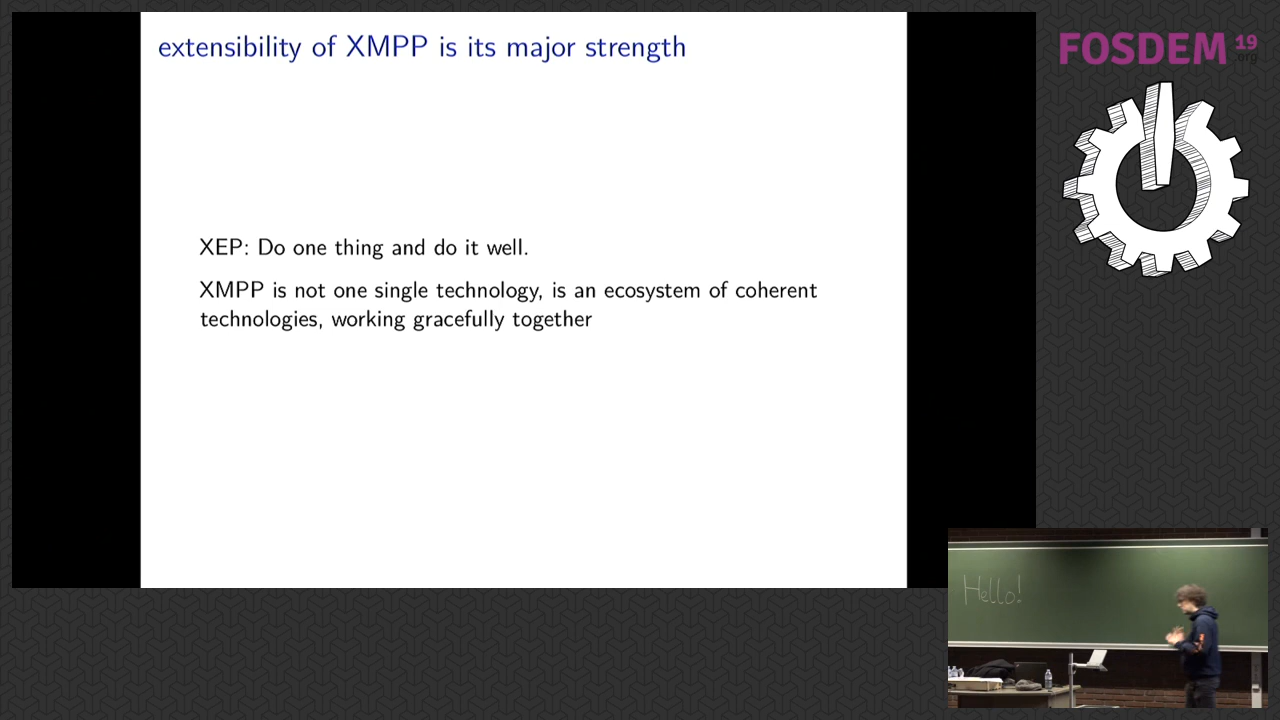 extensibility of XMPP is its major strength
XEP: Do one thing and do it well.
XMPP is not one single technology, is an ecosystem of coherent
technologies, working gracefully together
FOSDEM 19
.org
Hello!